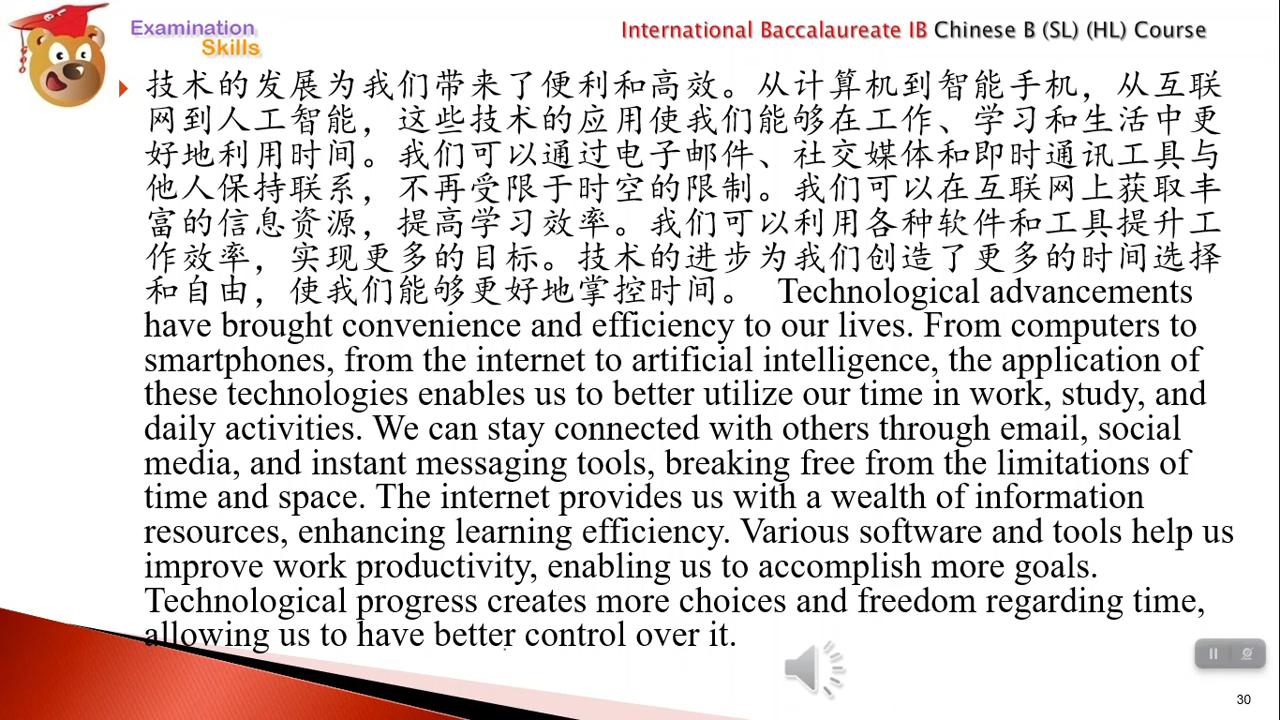 Examination
Skills
International Baccalaureate IB Chinese B (SL) (HL) Course
技术的发展为我们带来了便利和高效。从计算机到智能手机，从互联
网到人工智能，这些技术的应用使我们能够在工作、学习和生活中更
好地利用时间。我们可以通过电子邮件、社交媒体和即时通讯工具与
他人保持联系，不再受限于时空的限制。我们可以在互联网上获取丰
富的信息资源，提高学习效率。我们可以利用各种软件和工具提升工
作效率，实现更多的目标。技术的进步为我们创造了更多的时间选择
和自由，使我们能够更好地掌控时间。 Technological advancements
have brought convenience and efficiency to our lives. From computers to
smartphones, from the internet to artificial intelligence, the application of
these technologies enables us to better utilize our time in work, study, and
daily activities. We can stay connected with others through email, social
media, and instant messaging tools, breaking free from the limitations of
time and space. The internet provides us with a wealth of information
resources, enhancing learning efficiency. Various software and tools help us
improve work productivity, enabling us to accomplish more goals.
Technological progress creates more choices and freedom regarding time,
allowing us to have better control over it.
30